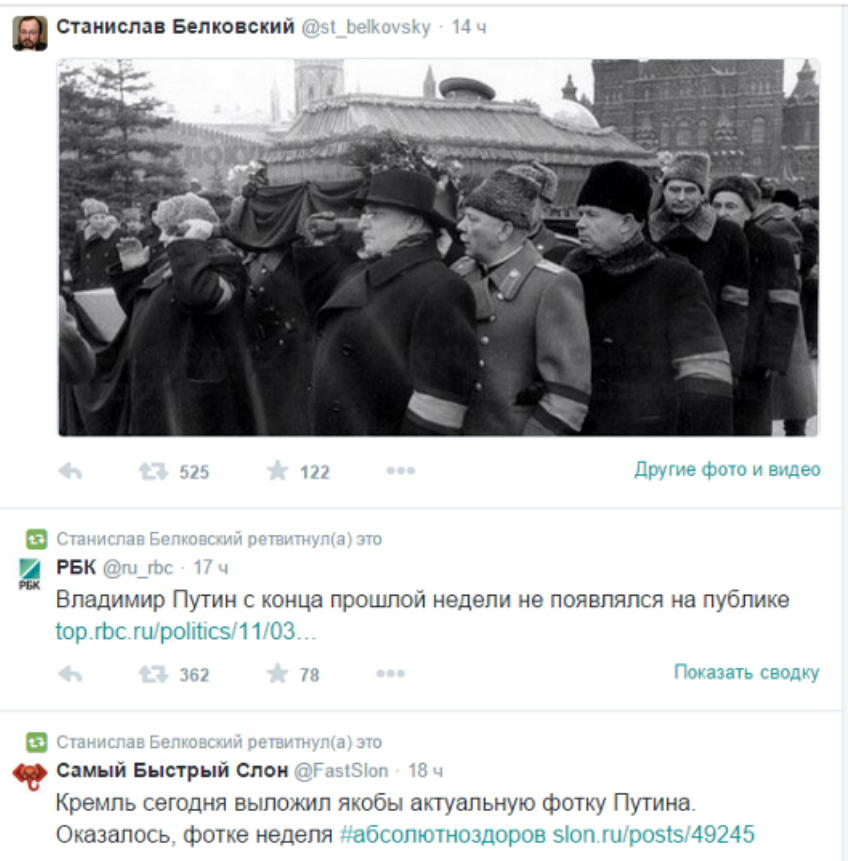 Станислав Белковский @st_belkovsky · 14 ч
525 122 Другие фото и видео
Станислав Белковский ретвитнул(а) это
РБК @ru_rbc · 17 ч
РБК
Владимир Путин с конца прошлой недели не появлялся на публике
top.rbc.ru/politics/11/03...
362 78 Показать сводку
Станислав Белковский ретвитнул(а) это
Самый Быстрый Слон @FastSlon · 18 ч
Кремль сегодня выложил якобы актуальную фотку Путина.
Оказалось, фотке неделя #абсолютноздоров slon.ru/posts/49245